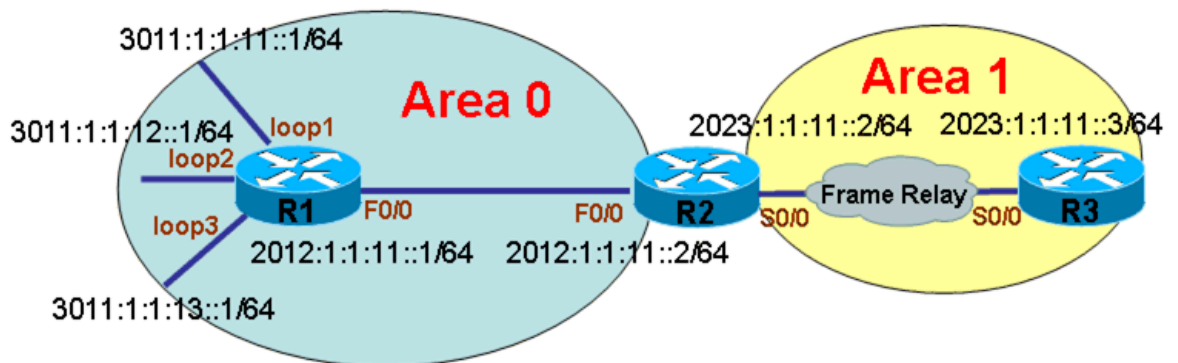 3011:1:1:11::1/64
Area 0
Area 1
3011:1:1:12::1/64
loop1
2023:1:1:11::2/64
2023:1:1:11::3/64
loop2
Frame Relay
R1
F0/0
F0/0
R2
S0/0
S0/0
R3
loop3
2012:1:1:11::1/64
2012:1:1:11::2/64
3011:1:1:13::1/64